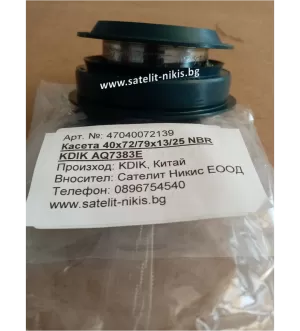 www.satelit-nikis.bg
Арт. №: 47040072139
Касета 40x72/79x13/25 NBR
KDIK AQ7383E
Произход: KDIK, Китай
Вносител: Сателит Никис ЕООД
Телефон: 0896754540
www.satelit-nikis.bg